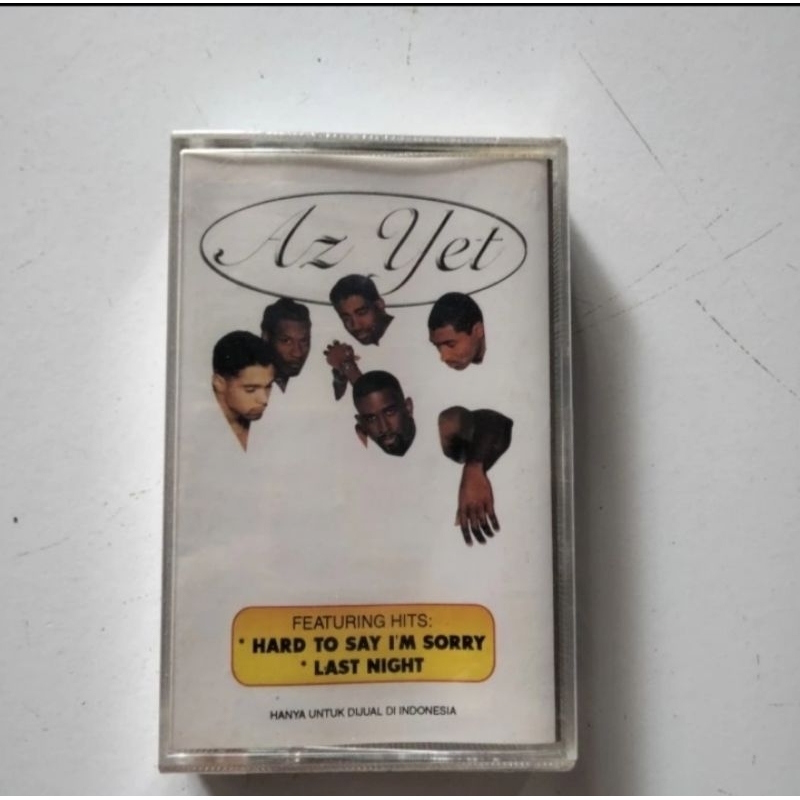 Az Yet
FEATURING HITS:
* HARD TO SAY I'M SORRY
* LAST NIGHT
HANYA UNTUK DIJUAL DI INDONESIA